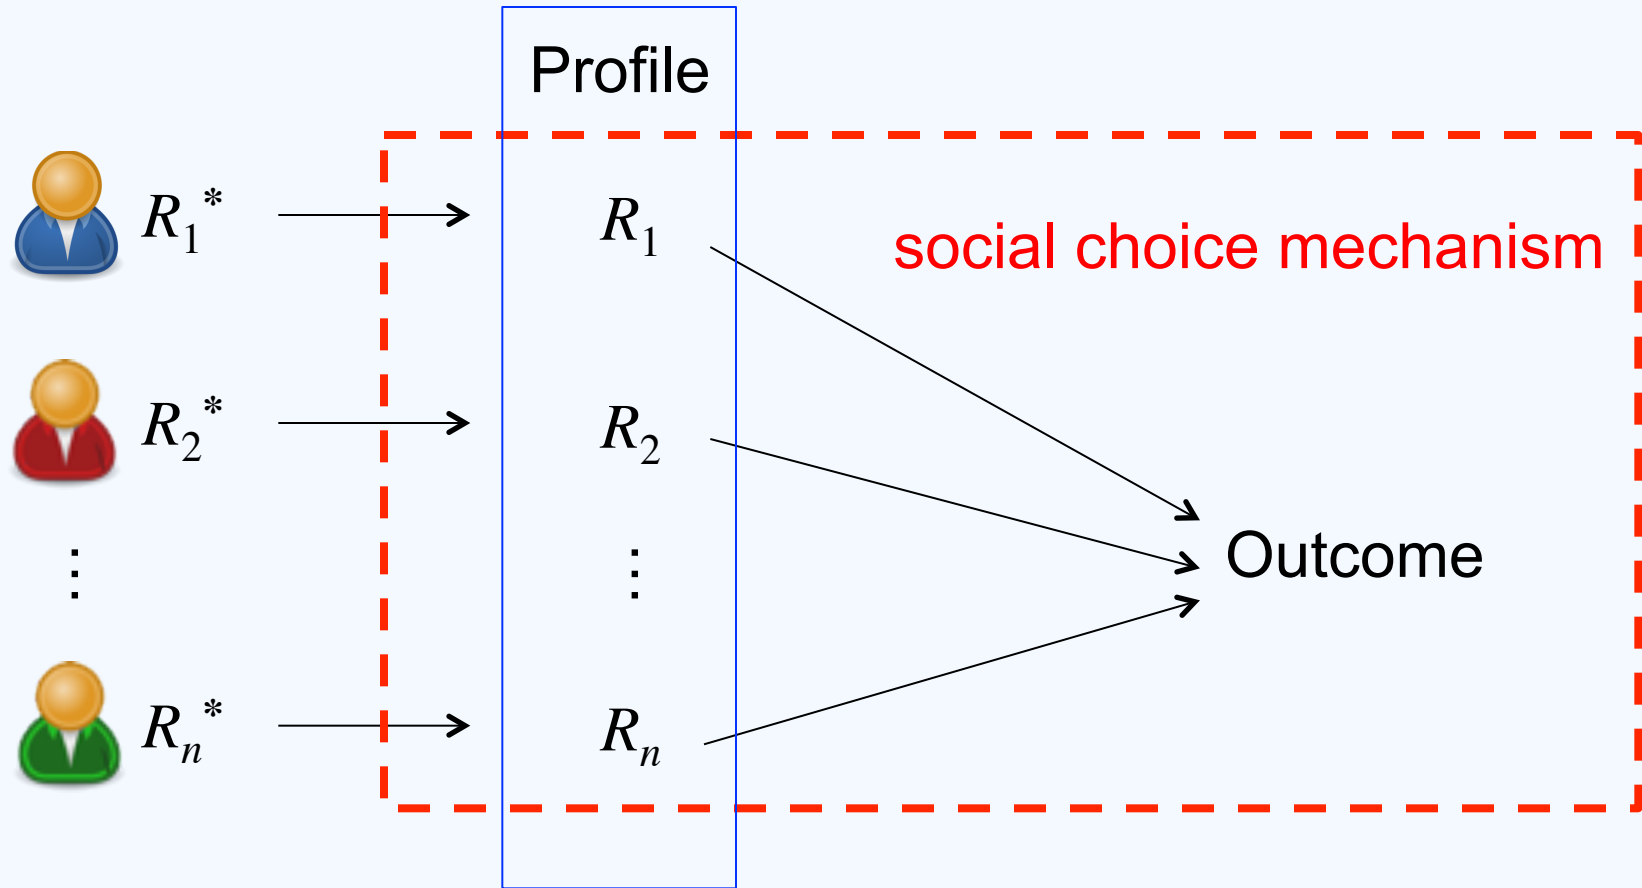 Profile
R₁* R₁
social choice mechanism
R₂* R₂
⋮ ⋮
Outcome
Rₙ* Rₙ